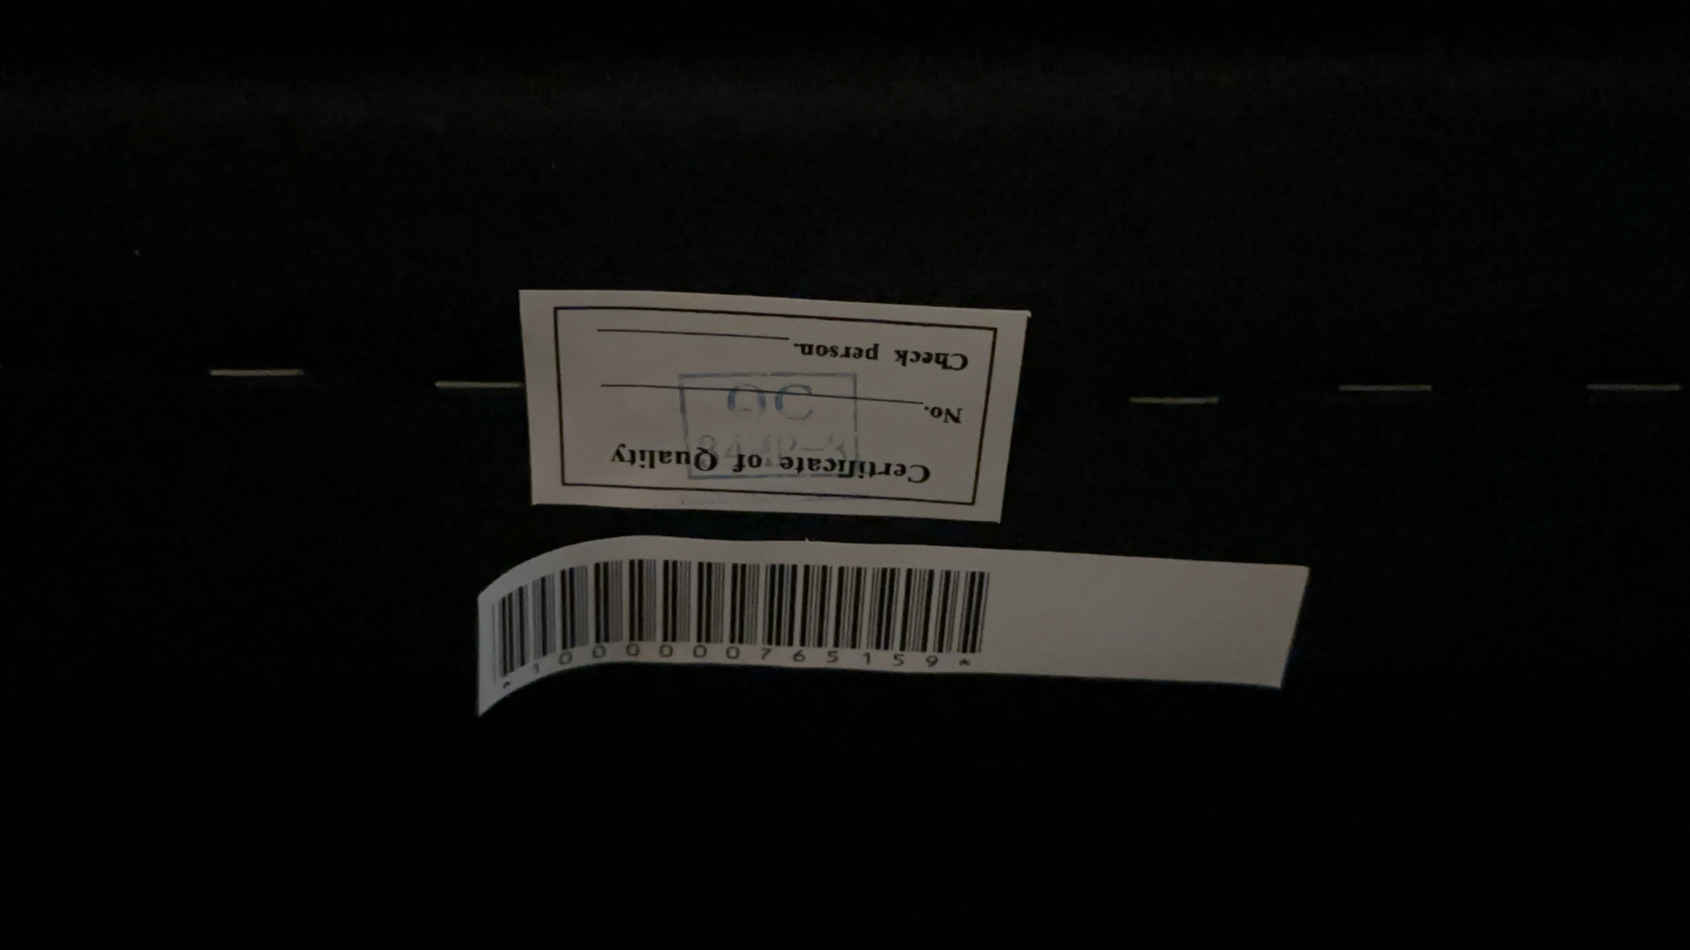 Certificate of Quality
No.
Check person.
QC
*1000000765159*